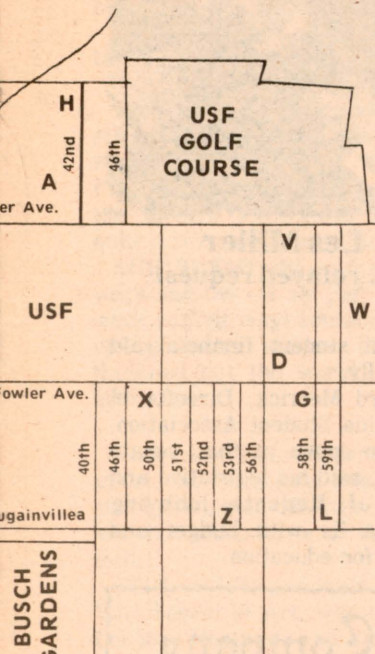 H
42nd
46th
USF
GOLF
COURSE
A
er Ave.
V
USF
W
D
Fowler Ave.
X
G
40th
46th
50th
51st
52nd
53rd
56th
58th
59th
ugainvillea
Z
L
BUSCH
GARDENS